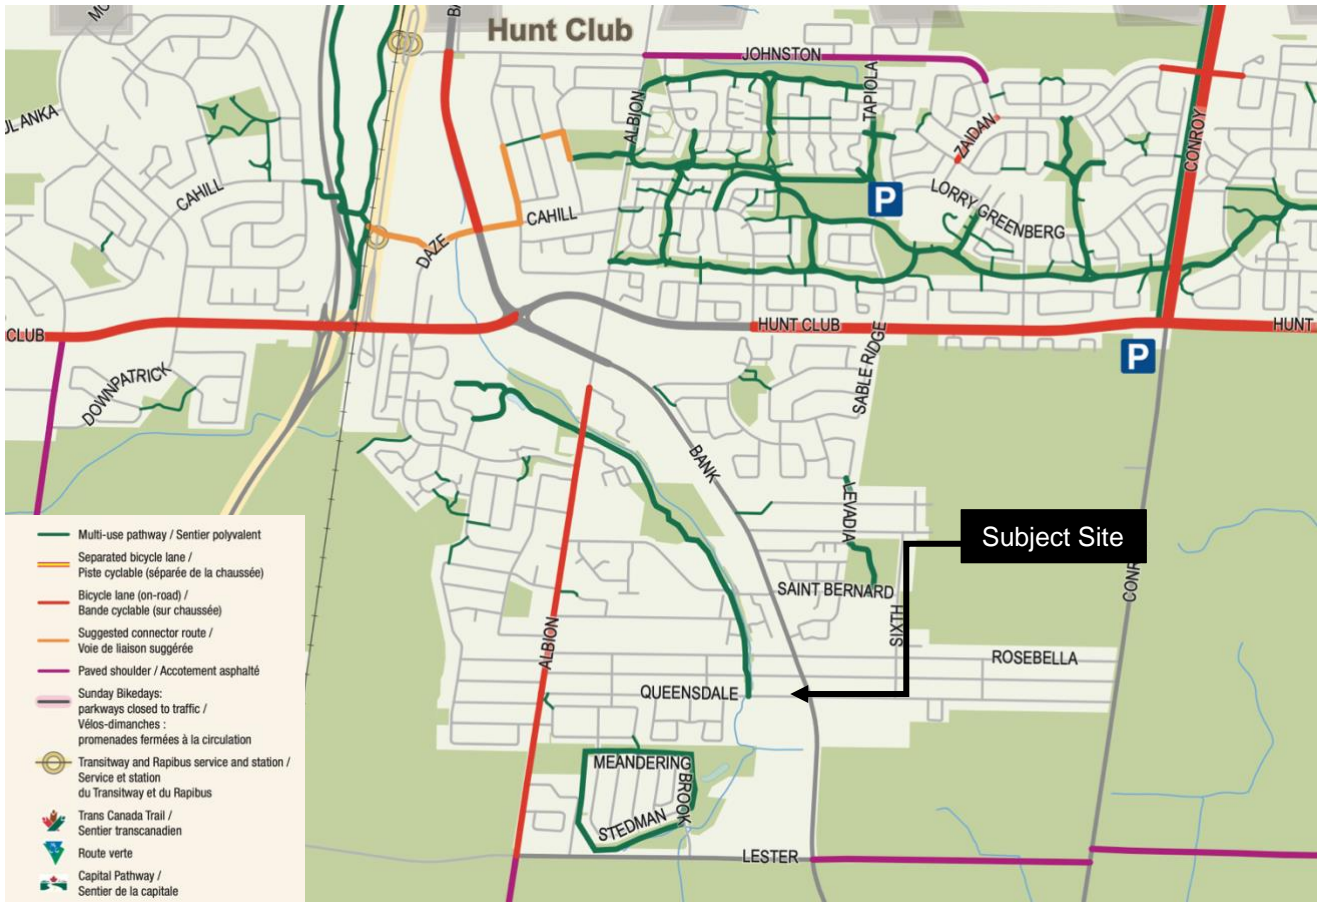 Hunt Club
JOHNSTON
TAPIOLA
ALBION
ZAIDAN
CONROY
CAHILL
P
LORRY GREENBERG
CAHILL
DAZE
CLUB
HUNT CLUB
HUNT
SABLE RIDGE
P
DOWNPATRICK
BANK
LEVADIA
Subject Site
SAINT BERNARD
SIXTH
ALBION
ROSEBELLA
QUEENSDALE
MEANDERING
BROOK
STEDMAN
LESTER
Multi-use pathway / Sentier polyvalent
Separated bicycle lane /
Piste cyclable (séparée de la chaussée)
Bicycle lane (on-road) /
Bande cyclable (sur chaussée)
Suggested connector route /
Voie de liaison suggérée
Paved shoulder / Accotement asphalté
Sunday Bikedays:
parkways closed to traffic /
Vélos-dimanches :
promenades fermées à la circulation
Transitway and Rapibus service and station /
Service et station
du Transitway et du Rapibus
Trans Canada Trail /
Sentier transcanadien
Route verte
Capital Pathway /
Sentier de la capitale